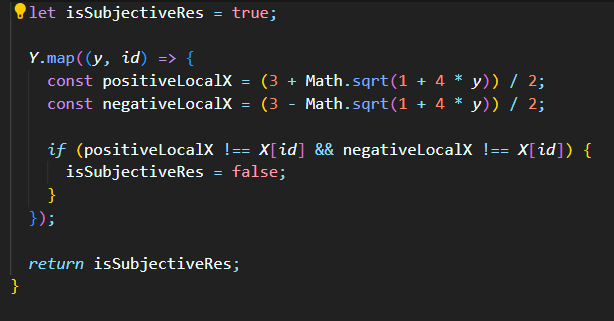 let isSubjectiveRes = true;
Y.map((y, id) => {
const positiveLocalX = (3 + Math.sqrt(1 + 4 * y)) / 2;
const negativeLocalX = (3 - Math.sqrt(1 + 4 * y)) / 2;
if (positiveLocalX !== X[id] && negativeLocalX !== X[id]) {
isSubjectiveRes = false;
}
});
return isSubjectiveRes;
}